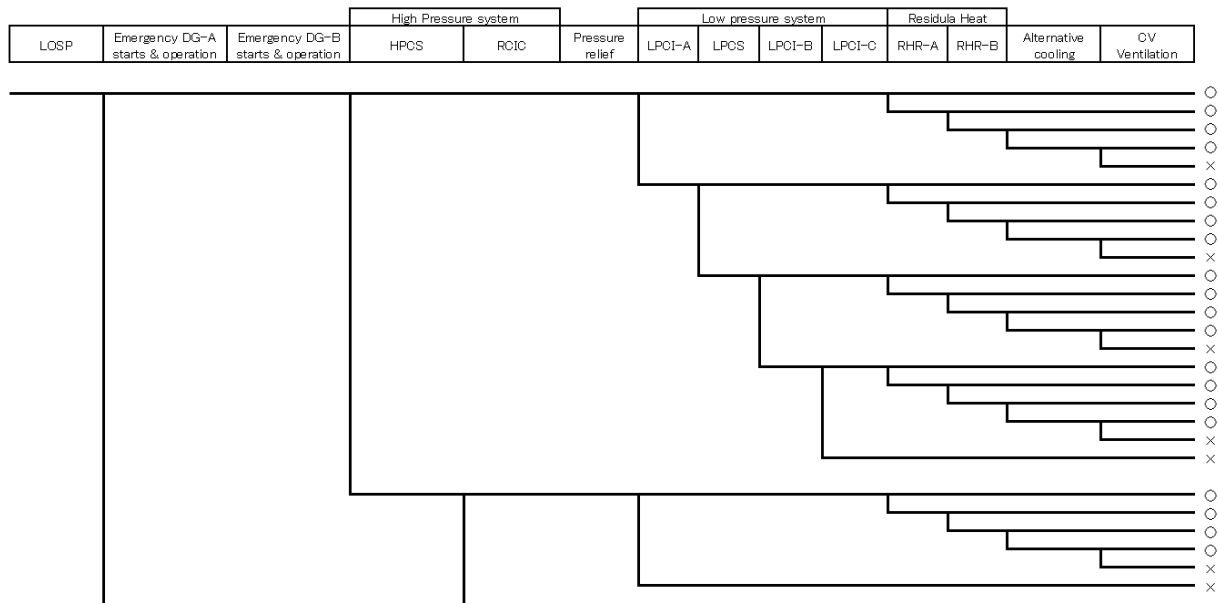 High Pressure system
Low pressure system
Residula Heat
LOSP
Emergency DG-A
starts & operation
Emergency DG-B
starts & operation
HPCS
RCIC
Pressure
relief
LPCI-A
LPCS
LPCI-B
LPCI-C
RHR-A
RHR-B
Alternative
cooling
CV
Ventilation
○
○
○
○
×
○
○
○
○
×
○
○
○
○
×
○
○
○
○
×
×
○
○
○
○
×
×